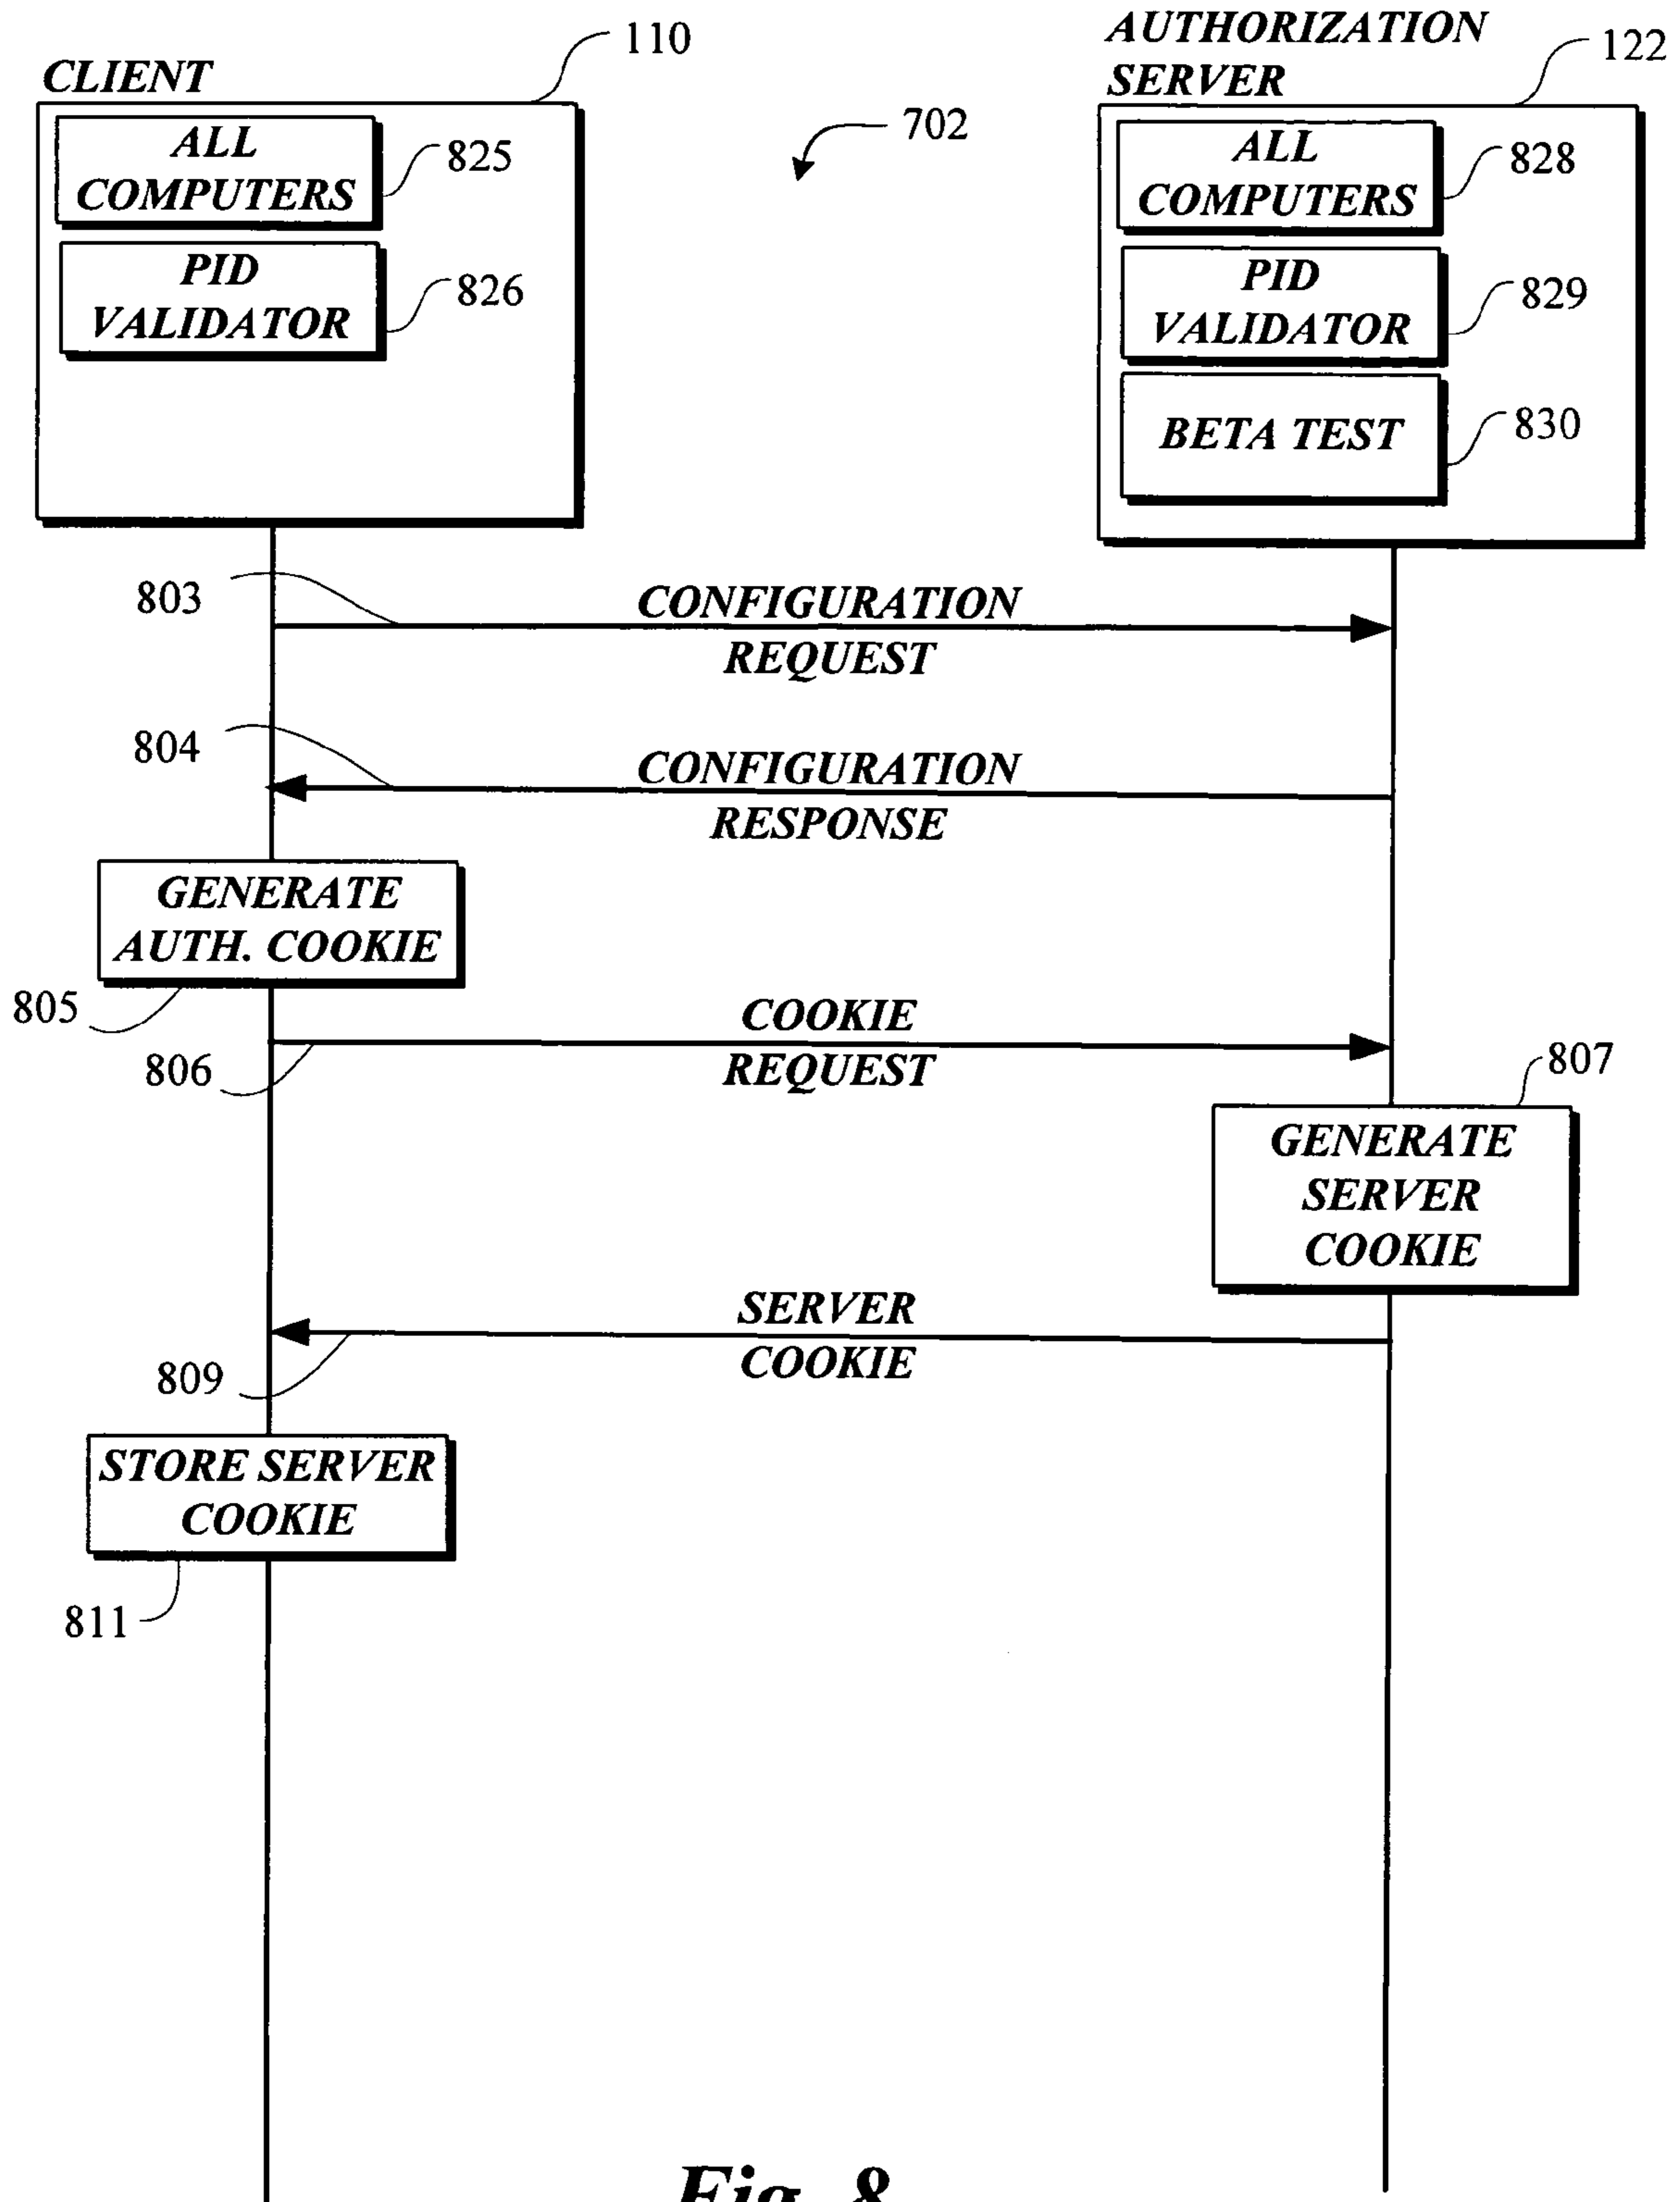 110
CLIENT
AUTHORIZATION
SERVER
122
702
ALL
COMPUTERS
825
PID
VALIDATOR
826
ALL
COMPUTERS
828
PID
VALIDATOR
829
BETA TEST
830
803
CONFIGURATION
REQUEST
804
CONFIGURATION
RESPONSE
GENERATE
AUTH. COOKIE
805
COOKIE
REQUEST
806
807
GENERATE
SERVER
COOKIE
SERVER
COOKIE
809
STORE SERVER
COOKIE
811
Fig. 8